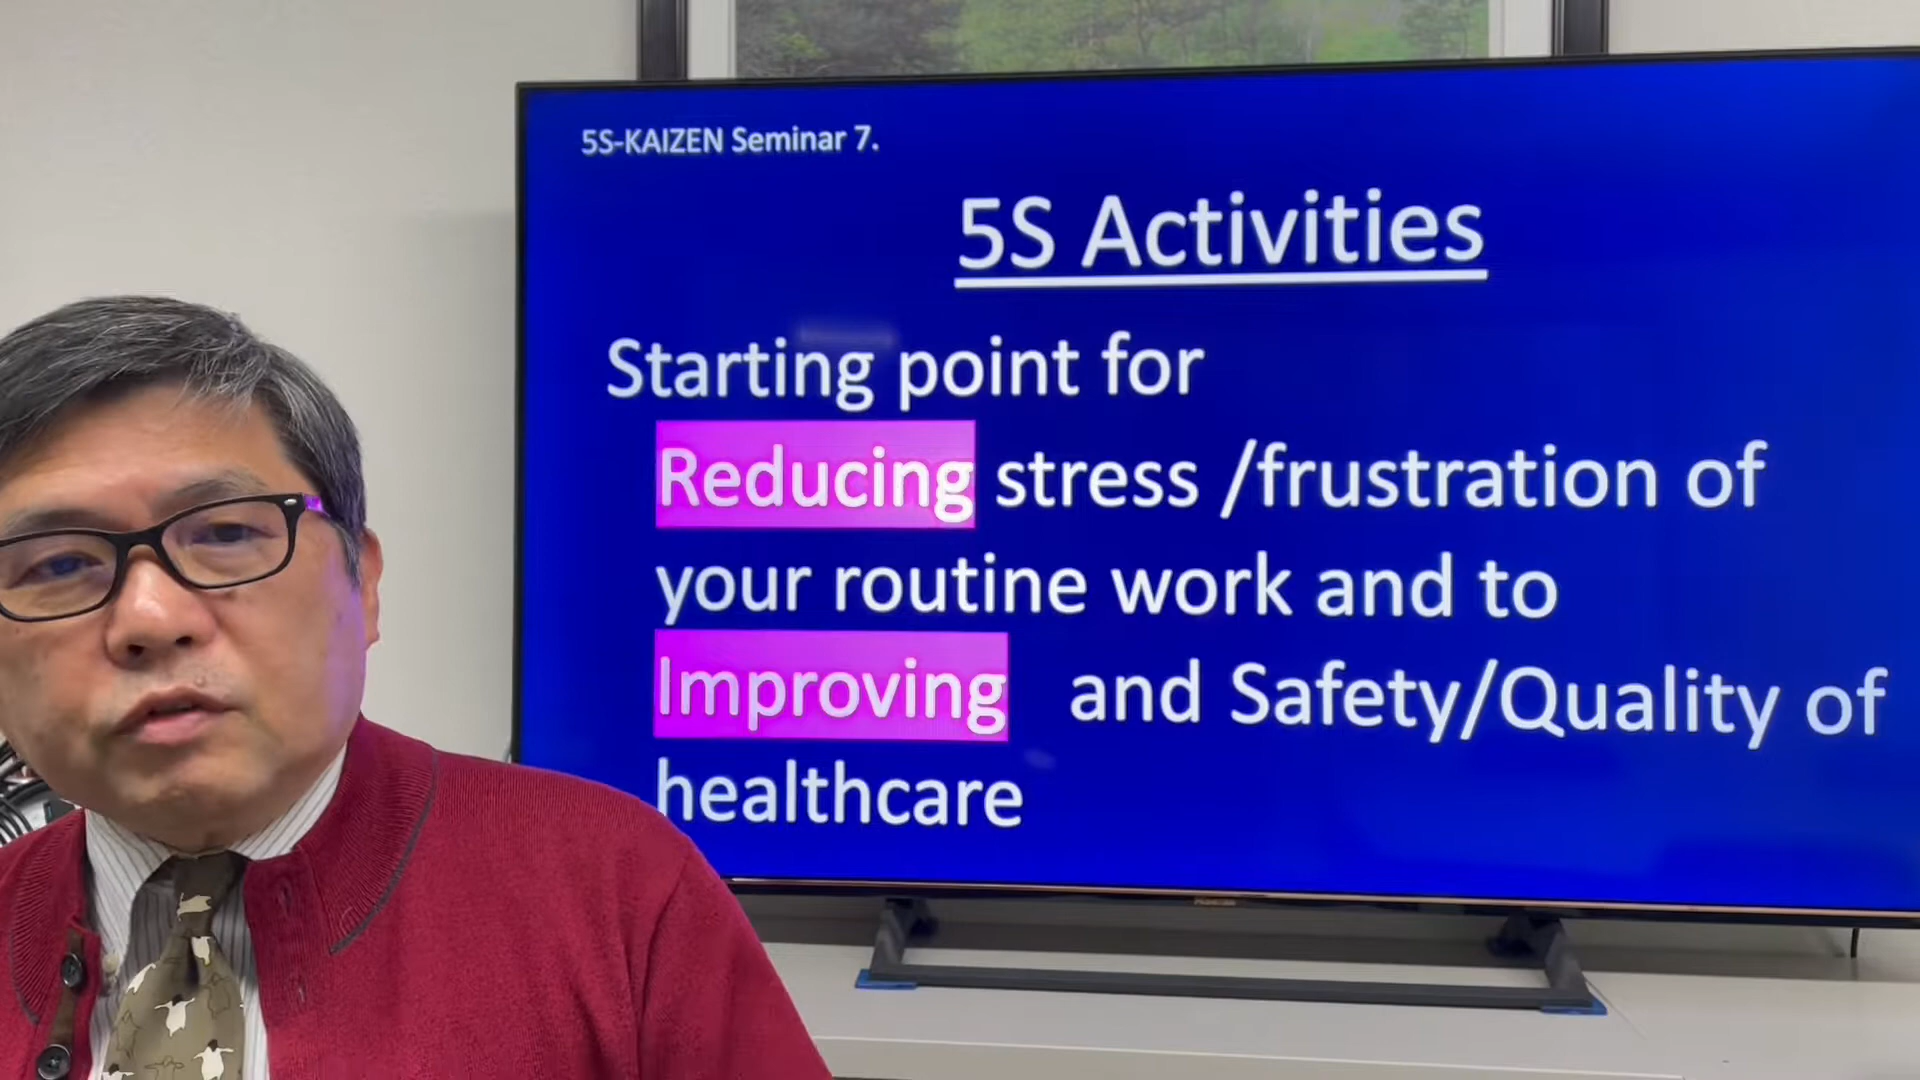 5S-KAIZEN Seminar 7.
5S Activities
Starting point for
Reducing stress /frustration of
your routine work and to
Improving and Safety/Quality of
healthcare